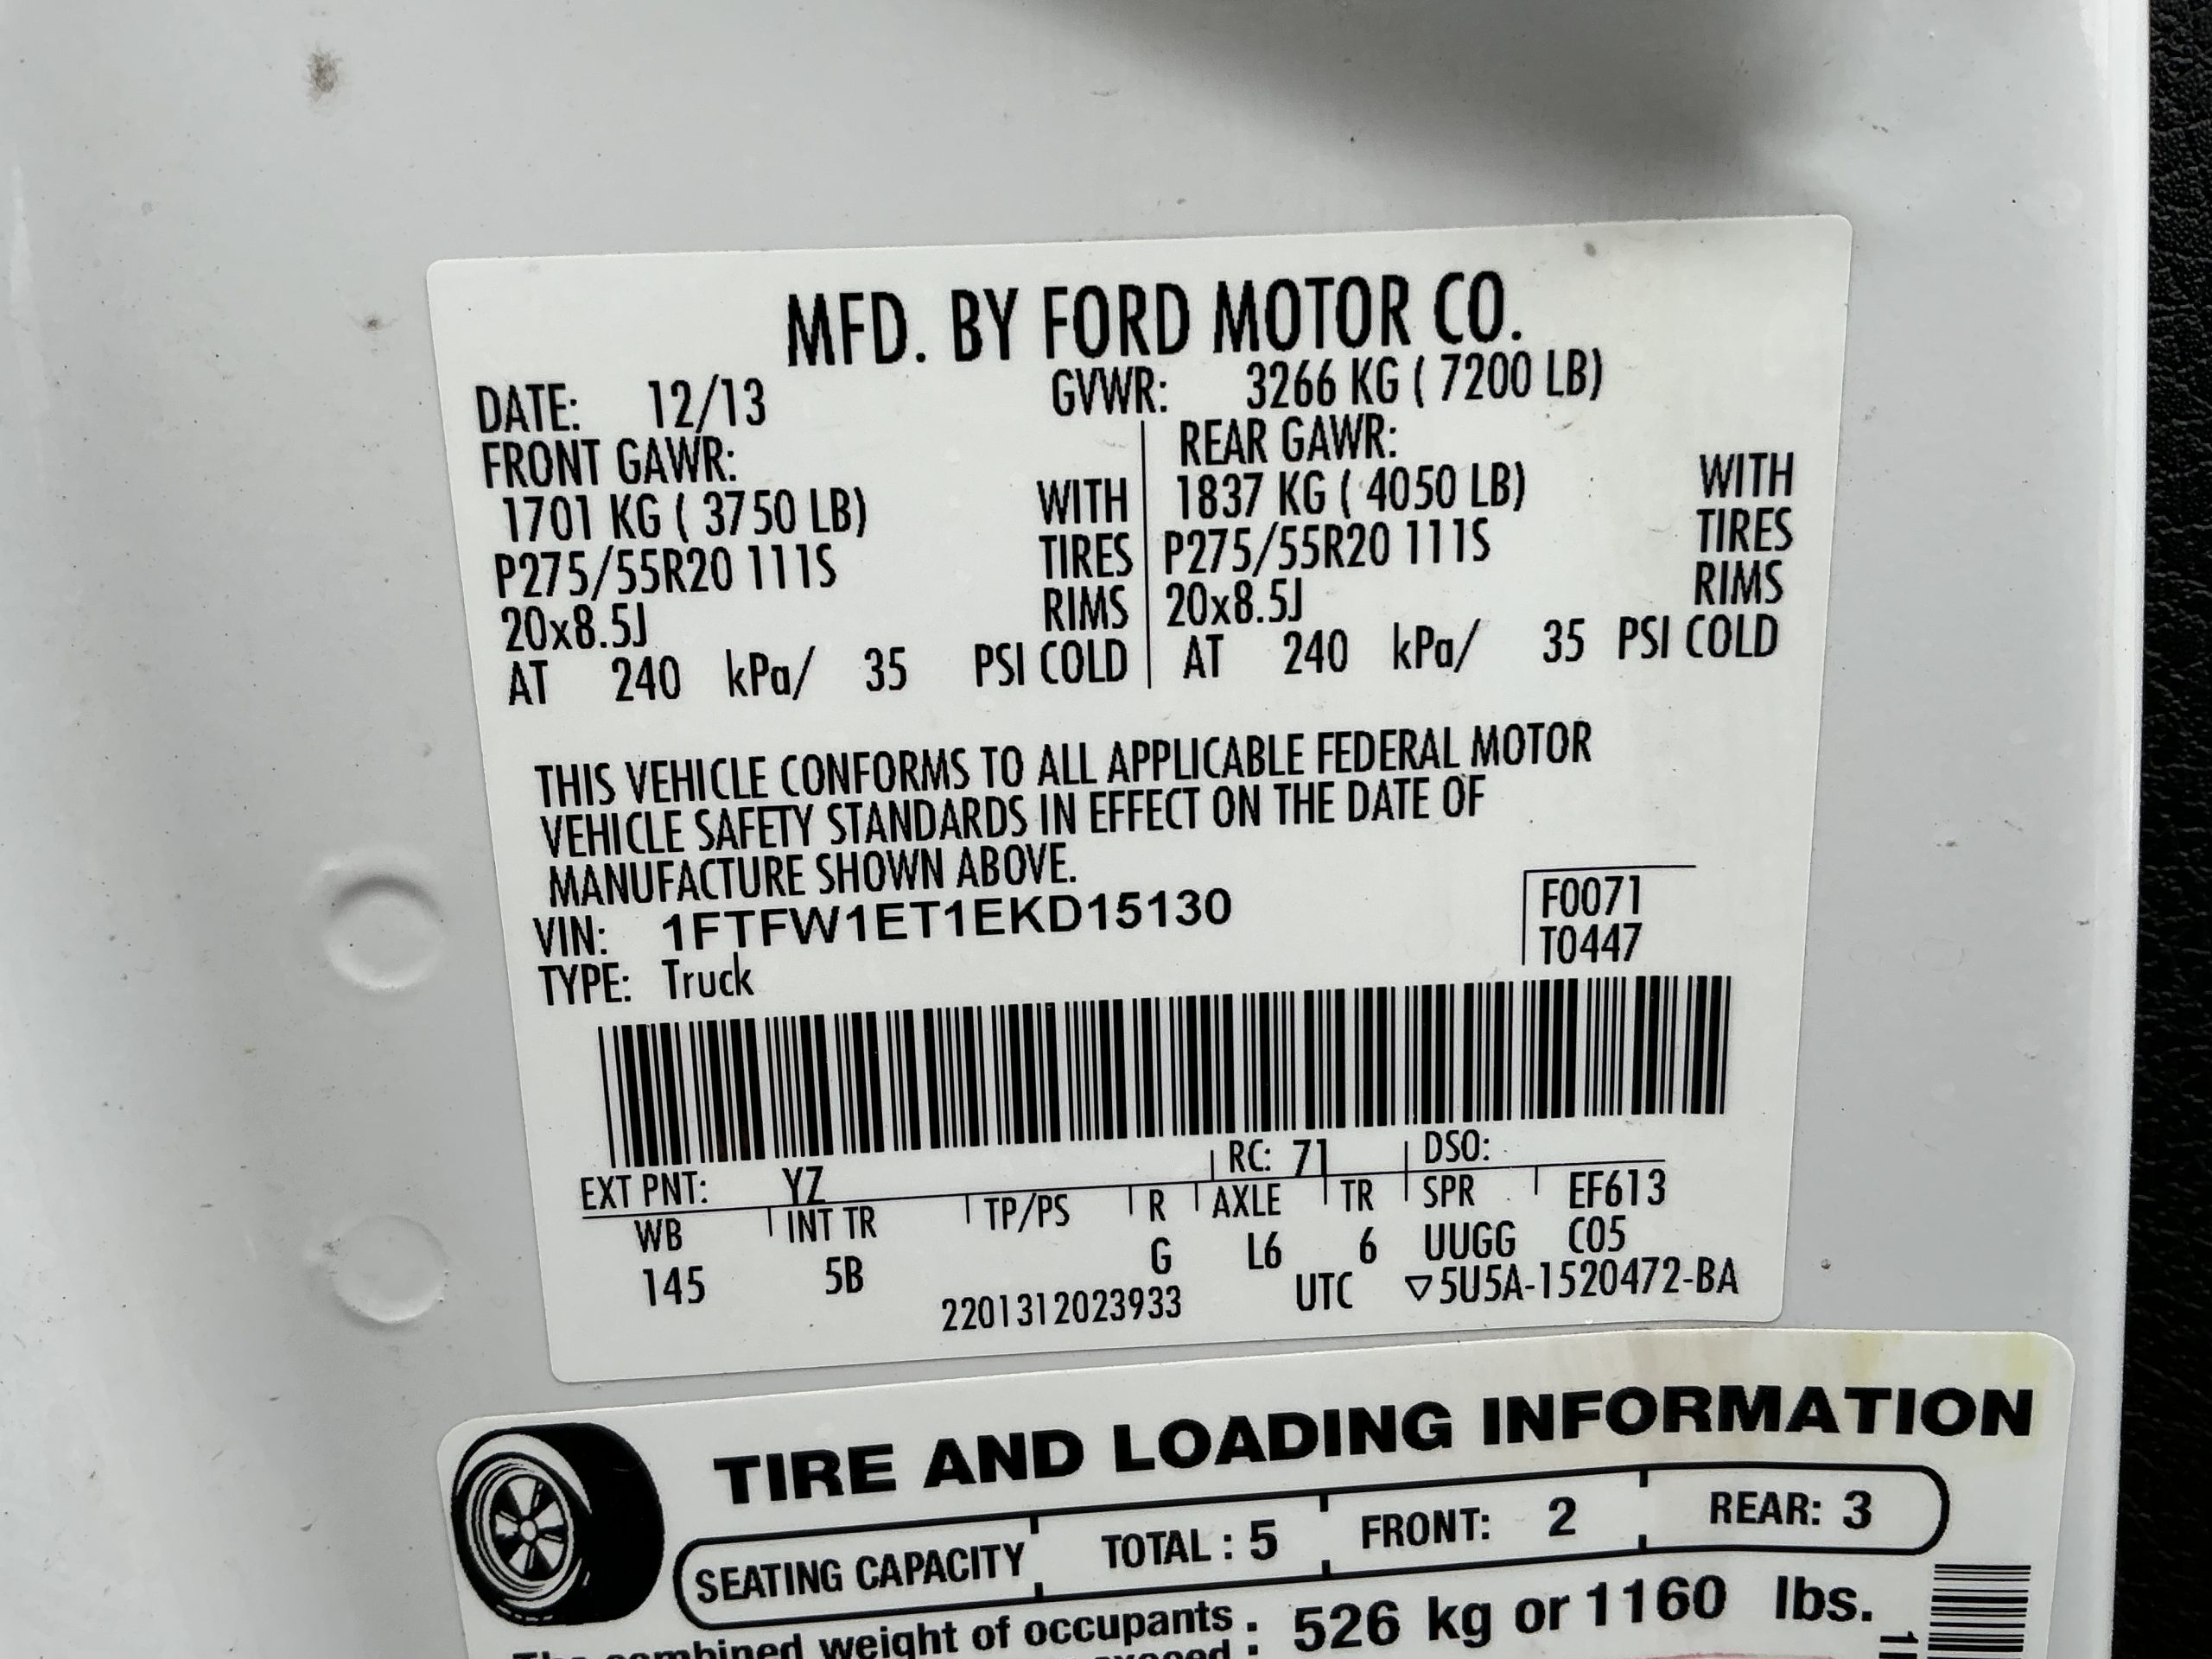 MFD. BY FORD MOTOR CO.
DATE: 12/13 GVWR: 3266 KG ( 7200 LB)
FRONT GAWR: REAR GAWR:
1701 KG ( 3750 LB) WITH 1837 KG ( 4050 LB) WITH
P275/55R20 111S TIRES P275/55R20 111S TIRES
20x8.5J RIMS 20x8.5J RIMS
AT 240 kPa/ 35 PSI COLD AT 240 kPa/ 35 PSI COLD
THIS VEHICLE CONFORMS TO ALL APPLICABLE FEDERAL MOTOR
VEHICLE SAFETY STANDARDS IN EFFECT ON THE DATE OF
MANUFACTURE SHOWN ABOVE.
VIN: 1FTFW1ET1EKD15130 F0071
TYPE: Truck T0447
EXT PNT: YZ RC: 71 DSO:
WB INT TR TP/PS R AXLE TR SPR EF613
145 5B G L6 6 UUGG C05
2201312023933 UTC ▽5U5A-1520472-BA
TIRE AND LOADING INFORMATION
SEATING CAPACITY TOTAL : 5 FRONT: 2 REAR: 3
combined weight of occupants : 526 kg or 1160 lbs.